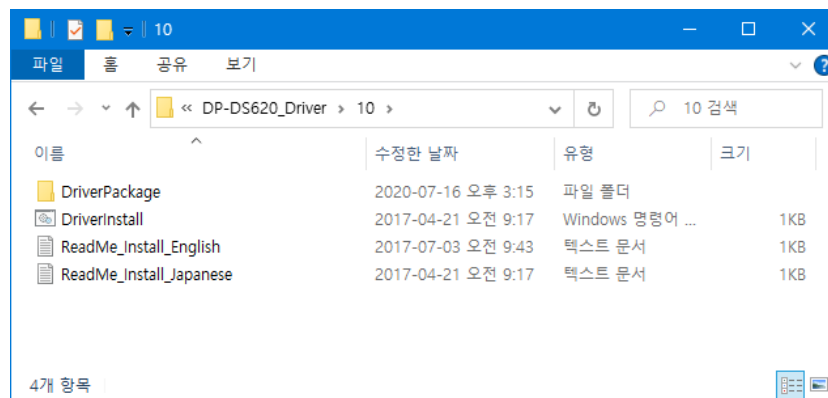 10
파일 홈 공유 보기
« DP-DS620_Driver › 10 ›
10 검색
이름 수정한 날짜 유형 크기
DriverPackage 2020-07-16 오후 3:15 파일 폴더
DriverInstall 2017-04-21 오전 9:17 Windows 명령어 ... 1KB
ReadMe_Install_English 2017-07-03 오전 9:43 텍스트 문서 1KB
ReadMe_Install_Japanese 2017-04-21 오전 9:17 텍스트 문서 1KB
4개 항목